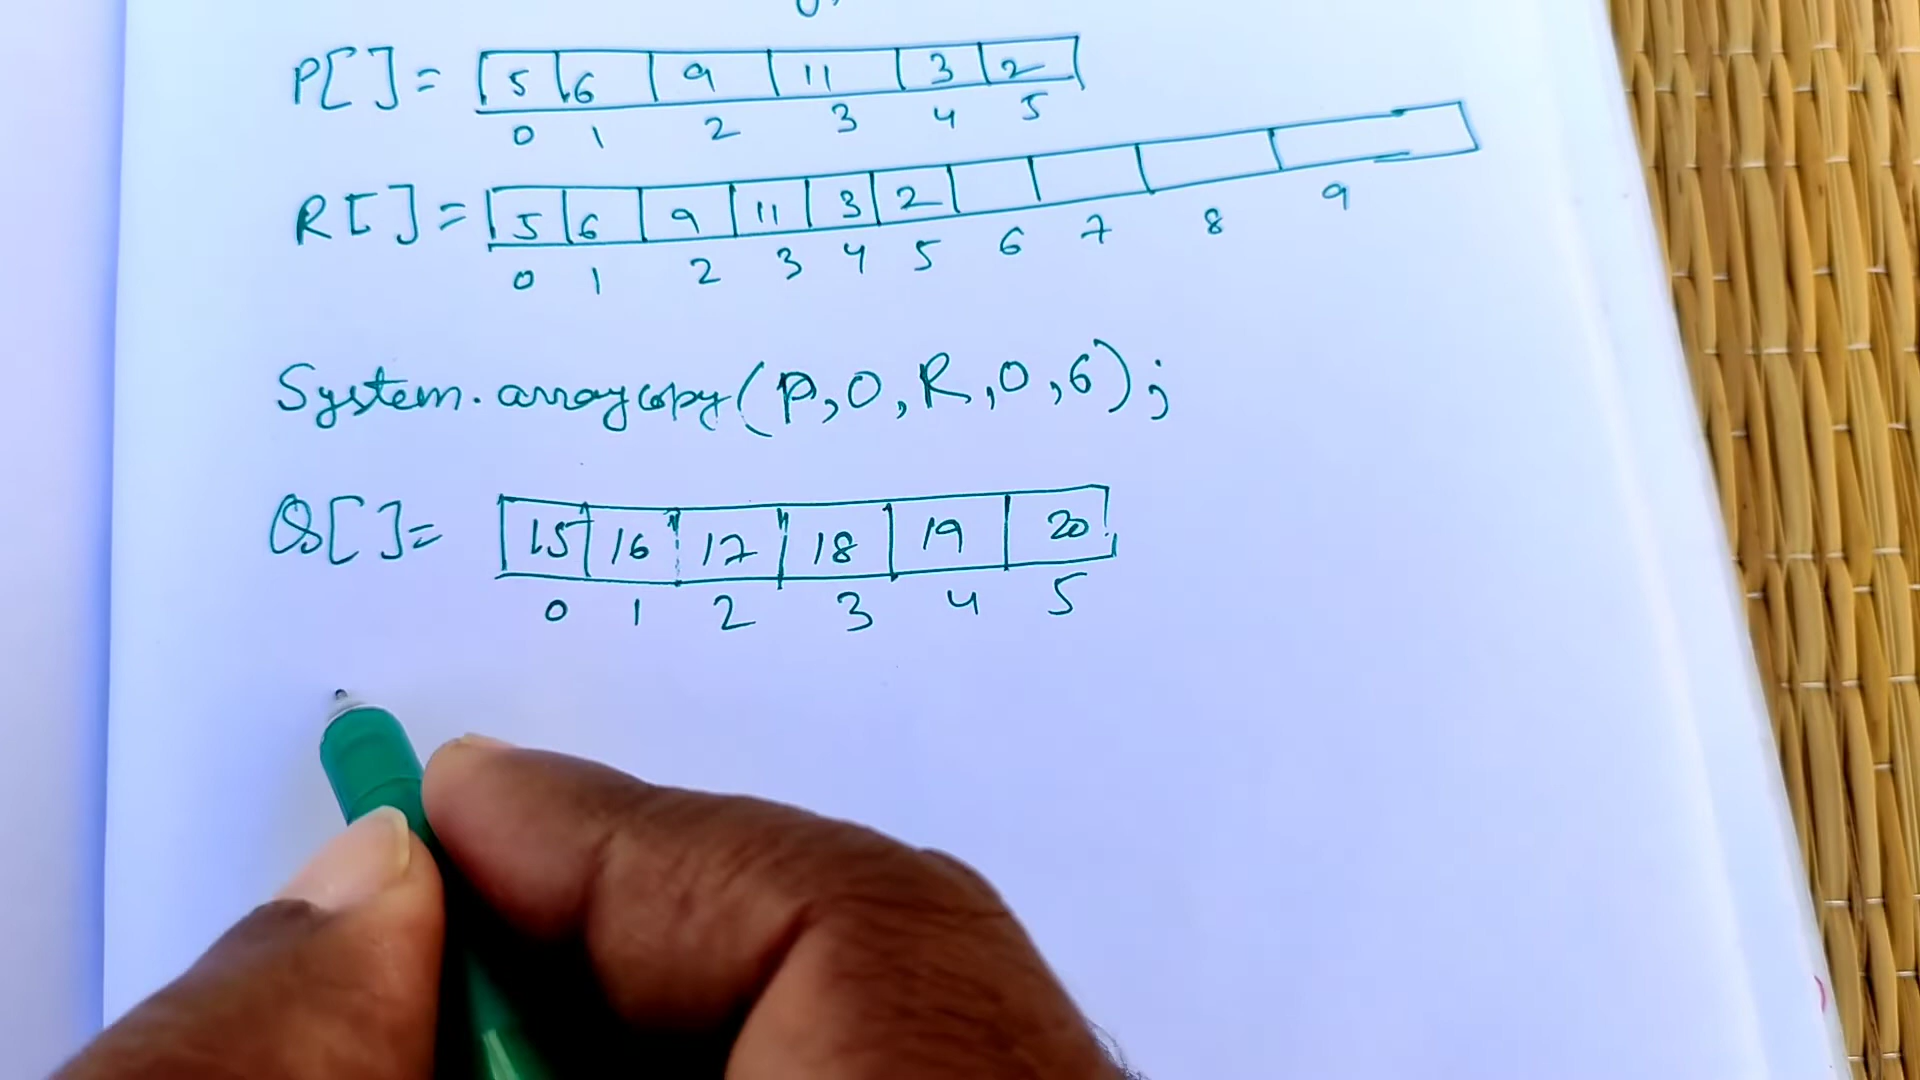 P[ ]= 5 6 9 11 3 2
0 1 2 3 4 5
R[ ]= 5 6 9 11 3 2
0 1 2 3 4 5 6 7 8 9
System.arraycopy(P,0,R,0,6);
Q[ ]= 15 16 17 18 19 20
0 1 2 3 4 5